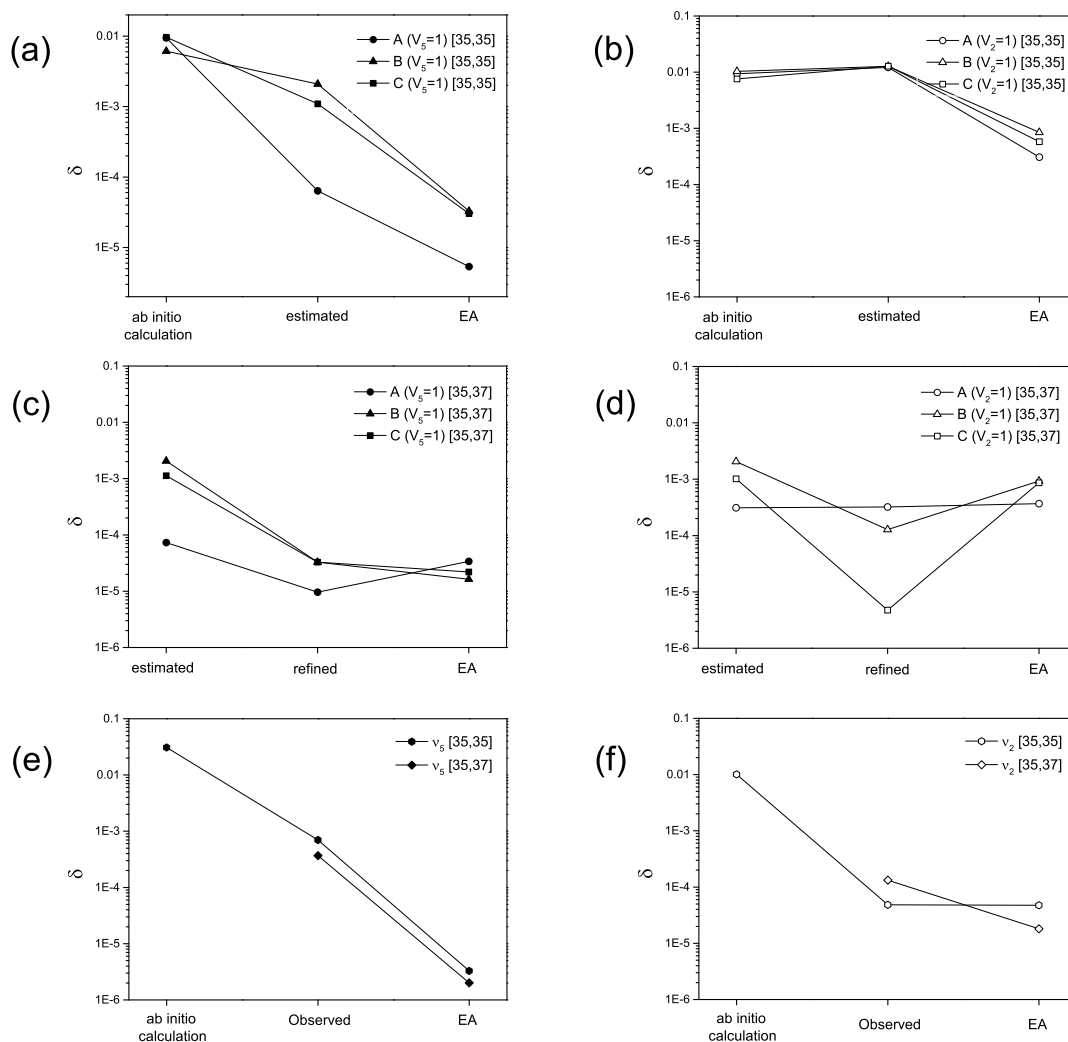 (a)
0.01
1E-3
1E-4
1E-5
δ
A (V₅=1) [35,35]
B (V₅=1) [35,35]
C (V₅=1) [35,35]
ab initio
calculation
estimated
EA
(b)
0.1
0.01
1E-3
1E-4
1E-5
1E-6
δ
A (V₂=1) [35,35]
B (V₂=1) [35,35]
C (V₂=1) [35,35]
ab initio
calculation
estimated
EA
(c)
0.1
0.01
1E-3
1E-4
1E-5
1E-6
δ
A (V₅=1) [35,37]
B (V₅=1) [35,37]
C (V₅=1) [35,37]
estimated
refined
EA
(d)
0.1
0.01
1E-3
1E-4
1E-5
1E-6
δ
A (V₂=1) [35,37]
B (V₂=1) [35,37]
C (V₂=1) [35,37]
estimated
refined
EA
(e)
0.1
0.01
1E-3
1E-4
1E-5
1E-6
δ
ν₅ [35,35]
ν₅ [35,37]
ab initio
calculation
Observed
EA
(f)
0.1
0.01
1E-3
1E-4
1E-5
1E-6
δ
ν₂ [35,35]
ν₂ [35,37]
ab initio
calculation
Observed
EA